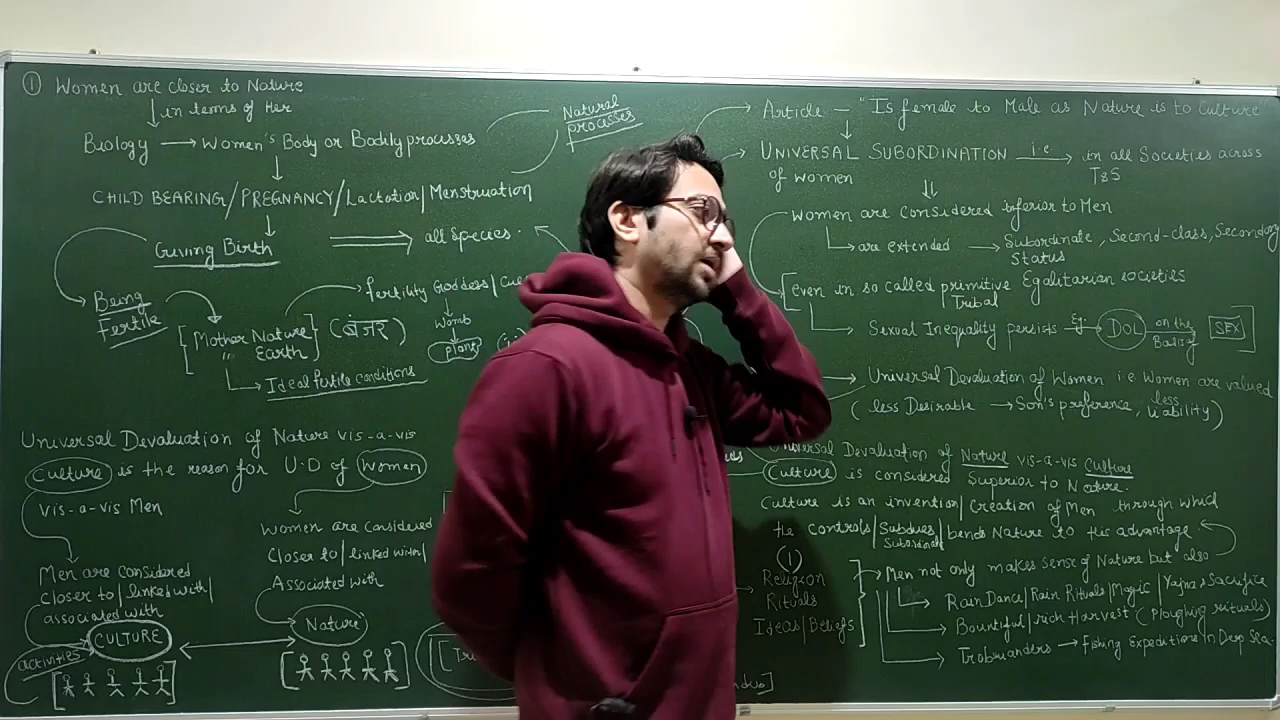 ① Women are closer to Nature
in terms of Her
Biology → Women's Body or Bodily processes
Natural
processes
CHILD BEARING/PREGNANCY/Lactation/Menstruation
Giving Birth ⇒ all Species.
Being
Fertile
[Mother Nature] (बंजर)
" Earth
Ideal fertile conditions
fertility Goddess/
Womb
plant
Universal Devaluation of Nature vis-a-vis
Culture is the reason for U.D of Women
Vis-a-vis Men
Men are considered
closer to/linked with/
associated with
CULTURE
activities
Women are considered
Closer to/linked with/
Associated with
Nature
Article — "Is female to Male as Nature is to Culture
UNIVERSAL SUBORDINATION i.e → in all Societies across
of women T&S
Women are considered inferior to Men
are extended → Subordinate, Second-class, Secondary
Status
[even in so called primitive Egalitarian societies
Tribal
Sexual Inequality persists Eg: → DOL on the SEX
Basis of
Universal Devaluation of Women i.e Women are valued
less
(less Desirable → Son's preference, liability)
Universal Devaluation of Nature vis-a-vis Culture
Culture is considered Superior to Nature.
Culture is an invention/Creation of Men through which
he controls/Subdues/bends Nature to his advantage
Subordinate
(1)
Religion
Rituals
Ideas/Beliefs
Men not only makes sense of Nature but also
Rain Dance/Rain Rituals/Magic/Yajna & Sacrifice
Bountiful/rich Harvest (Ploughing rituals)
Trobrianders → Fishing Expeditions in Deep Sea.